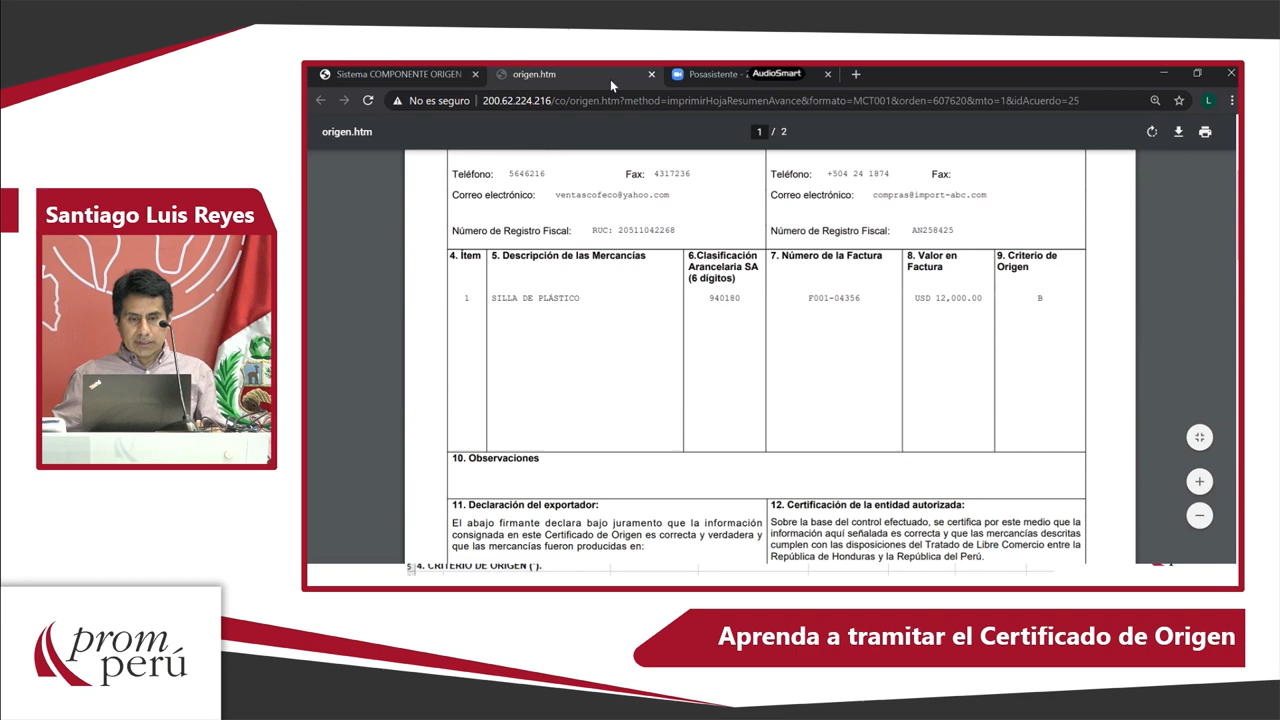 Sistema COMPONENTE ORIGEN
origen.htm
Posasistente - 2
AudioSmart
No es seguro
200.62.224.216/co/origen.htm?method=imprimirHojaResumenAvance&formato=MCT001&orden=607620&mto=1&idAcuerdo=25
L
origen.htm
1 / 2
Teléfono: 5646216 Fax: 4317236
Teléfono: +504 24 1874 Fax:
Correo electrónico: ventascofeco@yahoo.com
Correo electrónico: compras@import-abc.com
Número de Registro Fiscal: RUC: 20511042268
Número de Registro Fiscal: AN258425
4. Ítem
5. Descripción de las Mercancías
6.Clasificación
Arancelaria SA
(6 dígitos)
7. Número de la Factura
8. Valor en
Factura
9. Criterio de
Origen
1 SILLA DE PLÁSTICO 940180 F001-04356 USD 12,000.00 B
10. Observaciones
11. Declaración del exportador:
El abajo firmante declara bajo juramento que la información
consignada en este Certificado de Origen es correcta y verdadera y
que las mercancías fueron producidas en:
12. Certificación de la entidad autorizada:
Sobre la base del control efectuado, se certifica por este medio que la
información aquí señalada es correcta y que las mercancías descritas
cumplen con las disposiciones del Tratado de Libre Comercio entre la
República de Honduras y la República del Perú.
5 4. CRITERIO DE ORIGEN (*).
Santiago Luis Reyes
Aprenda a tramitar el Certificado de Origen
prom
perú